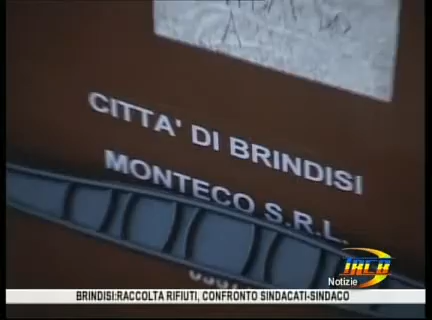 CITTA' DI BRINDISI
MONTECO S.R.L.
TRCB
Notizie
BRINDISI:RACCOLTA RIFIUTI, CONFRONTO SINDACATI-SINDACO